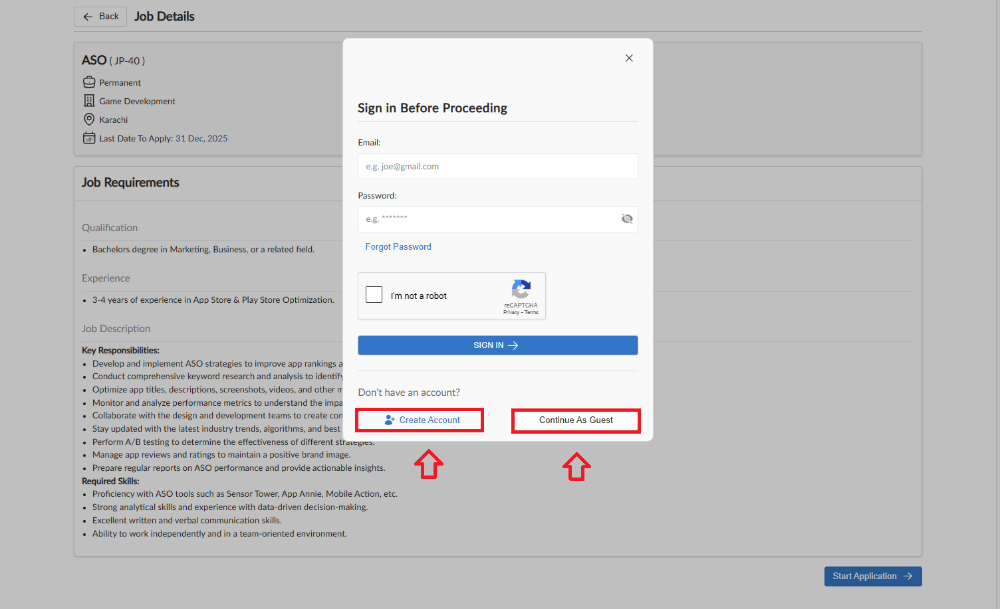 Back
Job Details
ASO ( JP-40 )
Permanent
Game Development
Karachi
Last Date To Apply: 31 Dec, 2025
Job Requirements
Qualification
Bachelors degree in Marketing, Business, or a related field.
Experience
3-4 years of experience in App Store & Play Store Optimization.
Job Description
Key Responsibilities:
Develop and implement ASO strategies to improve app rankings
Conduct comprehensive keyword research and analysis to identify
Optimize app titles, descriptions, screenshots, videos, and other
Monitor and analyze performance metrics to understand the
Collaborate with the design and development teams to create
Stay updated with the latest industry trends, algorithms, and best
Perform A/B testing to determine the effectiveness of different strategies.
Manage app reviews and ratings to maintain a positive brand image.
Prepare regular reports on ASO performance and provide actionable insights.
Required Skills:
Proficiency with ASO tools such as Sensor Tower, App Annie, Mobile Action, etc.
Strong analytical skills and experience with data-driven decision-making.
Excellent written and verbal communication skills.
Ability to work independently and in a team-oriented environment.
Sign in Before Proceeding
Email:
e.g. joe@gmail.com
Password:
e.g. *******
Forgot Password
I'm not a robot
reCAPTCHA
Privacy - Terms
SIGN IN
Don't have an account?
Create Account
Continue As Guest
Start Application